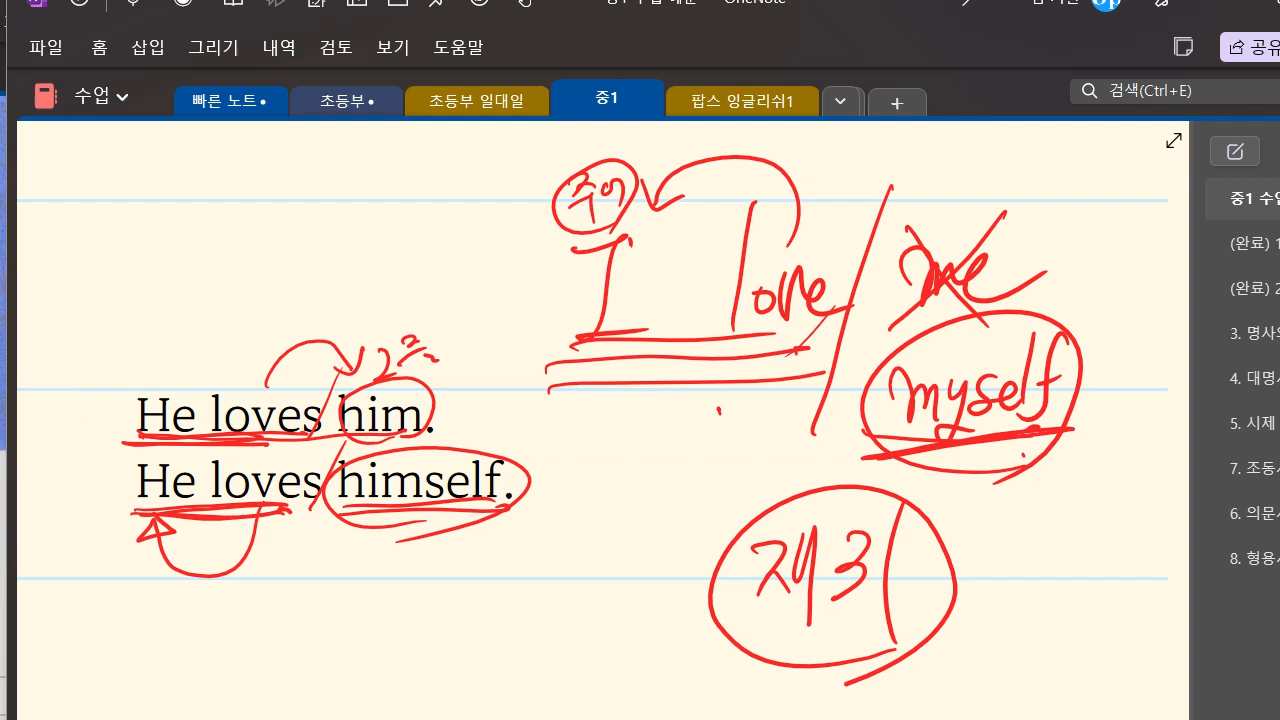 파일 홈 삽입 그리기 내역 검토 보기 도움말 공유
수업 빠른 노트 초등부 초등부 일대일 중1 팝스 잉글리쉬1 + 검색(Ctrl+E)
주어
I love me
myself
He loves him.
He loves himself.
중1 수업
(완료) 1
(완료) 2
3. 명사
4. 대명사
5. 시제
7. 조동사
6. 의문사
8. 형용사